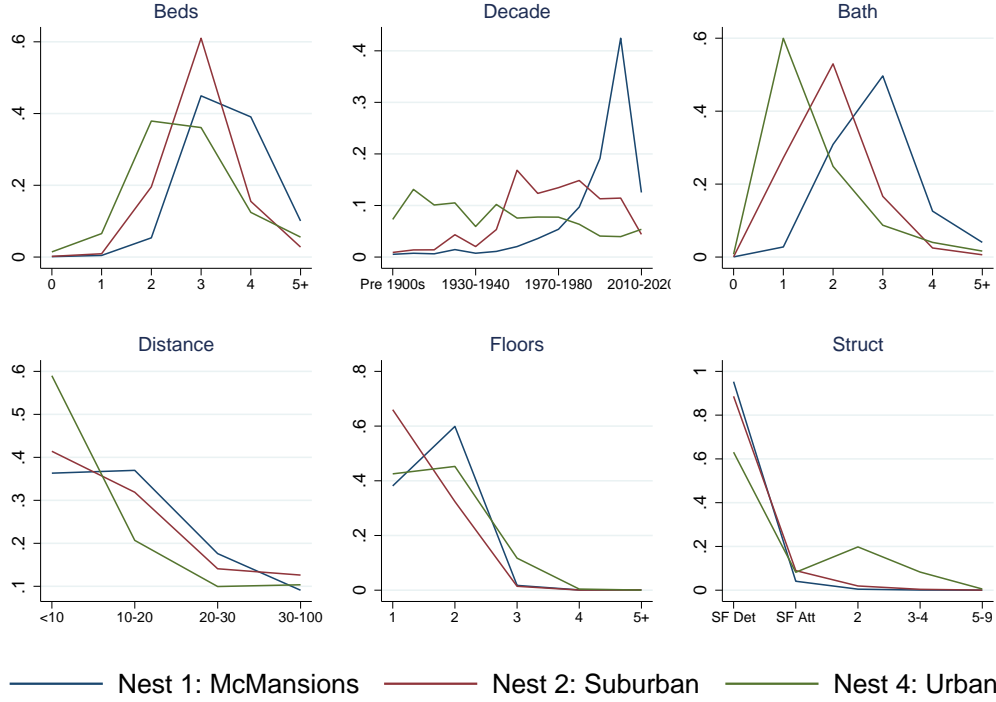 Beds
.6
.4
.2
0
0 1 2 3 4 5+
Decade
.4
.3
.2
.1
0
Pre 1900s 1930-1940 1970-1980 2010-2020
Bath
.6
.4
.2
0
0 1 2 3 4 5+
Distance
.6
.5
.4
.3
.2
.1
<10 10-20 20-30 30-100
Floors
.8
.6
.4
.2
0
1 2 3 4 5+
Struct
1
.8
.6
.4
.2
0
SF Det SF Att 2 3-4 5-9
Nest 1: McMansions Nest 2: Suburban Nest 4: Urban